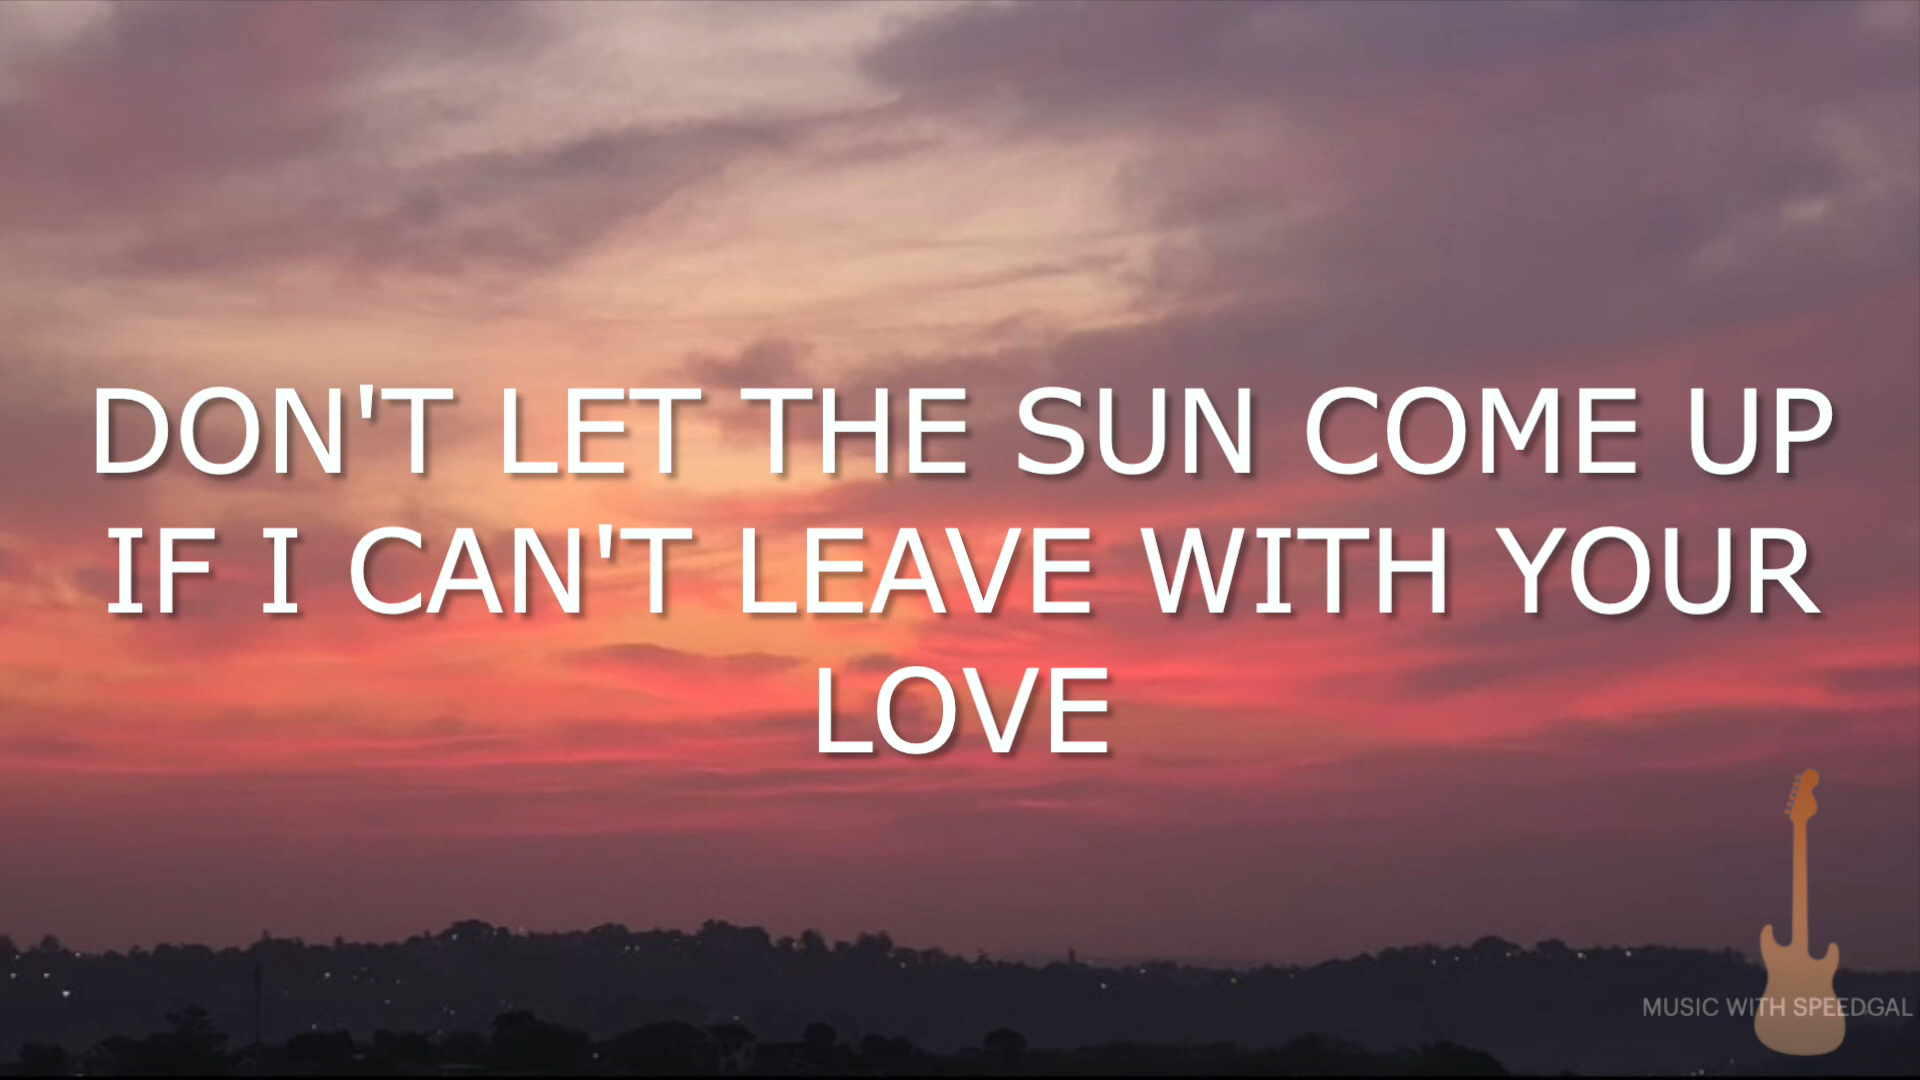 DON'T LET THE SUN COME UP
IF I CAN'T LEAVE WITH YOUR
LOVE
MUSIC WITH SPEEDGAL